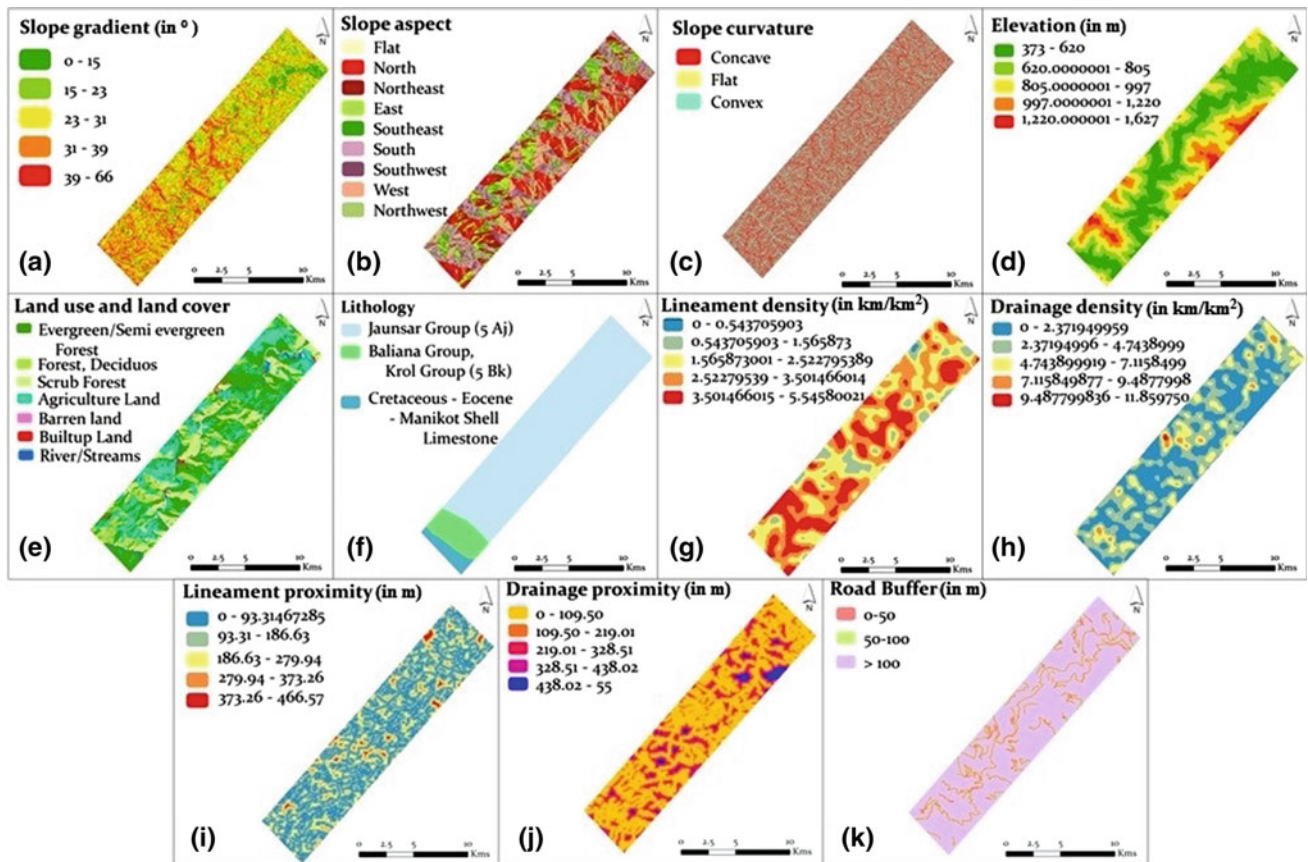 Slope gradient (in °)
N
0 - 15
15 - 23
23 - 31
31 - 39
39 - 66
(a)
0 2.5 5 10
Kms
Slope aspect
N
Flat
North
Northeast
East
Southeast
South
Southwest
West
Northwest
(b)
0 2.5 5 10
Kms
Slope curvature
N
Concave
Flat
Convex
(c)
0 2.5 5 10
Kms
Elevation (in m)
N
373 - 620
620.0000001 - 805
805.0000001 - 997
997.0000001 - 1,220
1,220.000001 - 1,627
(d)
0 2.5 5 10
Kms
Land use and land cover
N
Evergreen/Semi evergreen
Forest
Forest, Deciduos
Scrub Forest
Agriculture Land
Barren land
Builtup Land
River/Streams
(e)
0 2.5 5 10
Kms
Lithology
N
Jaunsar Group (5 Aj)
Baliana Group,
Krol Group (5 Bk)
Cretaceous - Eocene
- Manikot Shell
Limestone
(f)
0 2.5 5 10
Kms
Lineament density (in km/km²)
N
0 - 0.543705903
0.543705903 - 1.565873
1.565873001 - 2.522795389
2.52279539 - 3.501466014
3.501466015 - 5.54580021
(g)
0 2.5 5 10
Kms
Drainage density (in km/km²)
N
0 - 2.371949959
2.37194996 - 4.7438999
4.743899919 - 7.1158499
7.115849877 - 9.4877998
9.487799836 - 11.859750
(h)
0 2.5 5 10
Kms
Lineament proximity (in m)
N
0 - 93.31467285
93.31 - 186.63
186.63 - 279.94
279.94 - 373.26
373.26 - 466.57
(i)
0 2.5 5 10
Kms
Drainage proximity (in m)
N
0 - 109.50
109.50 - 219.01
219.01 - 328.51
328.51 - 438.02
438.02 - 55
(j)
0 2.5 5 10
Kms
Road Buffer (in m)
N
0-50
50-100
> 100
(k)
0 2.5 5 10
Kms